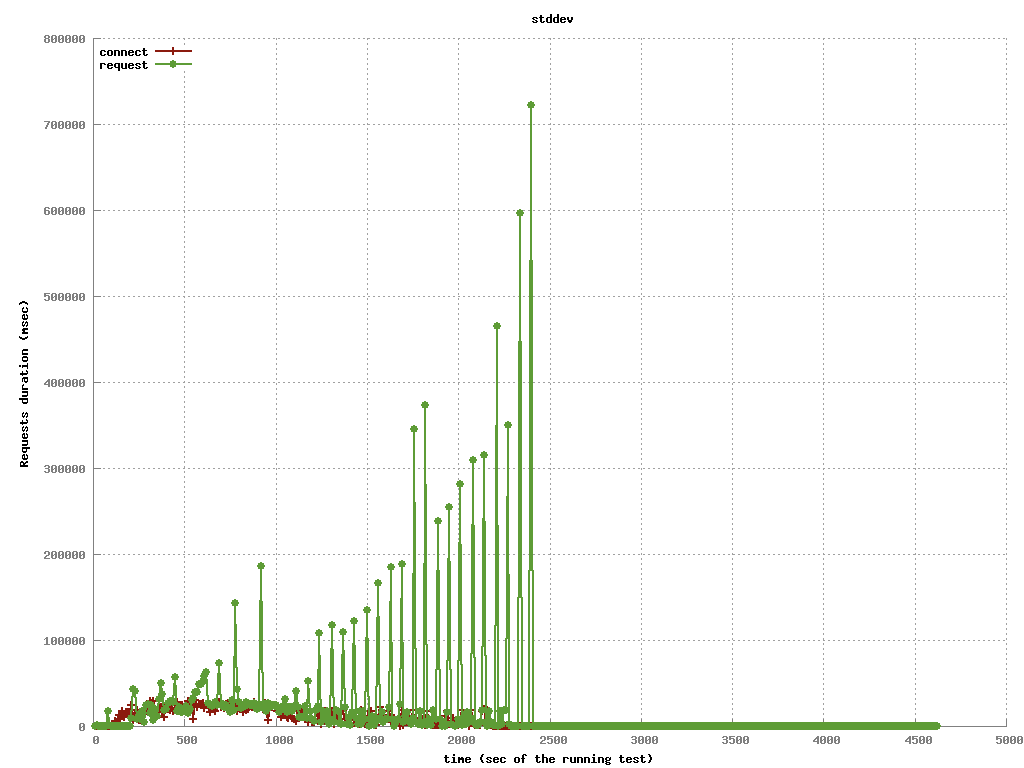 stddev
800000
connect
request
700000
600000
500000
400000
300000
200000
100000
0
Requests duration (msec)
0 500 1000 1500 2000 2500 3000 3500 4000 4500 5000
time (sec of the running test)